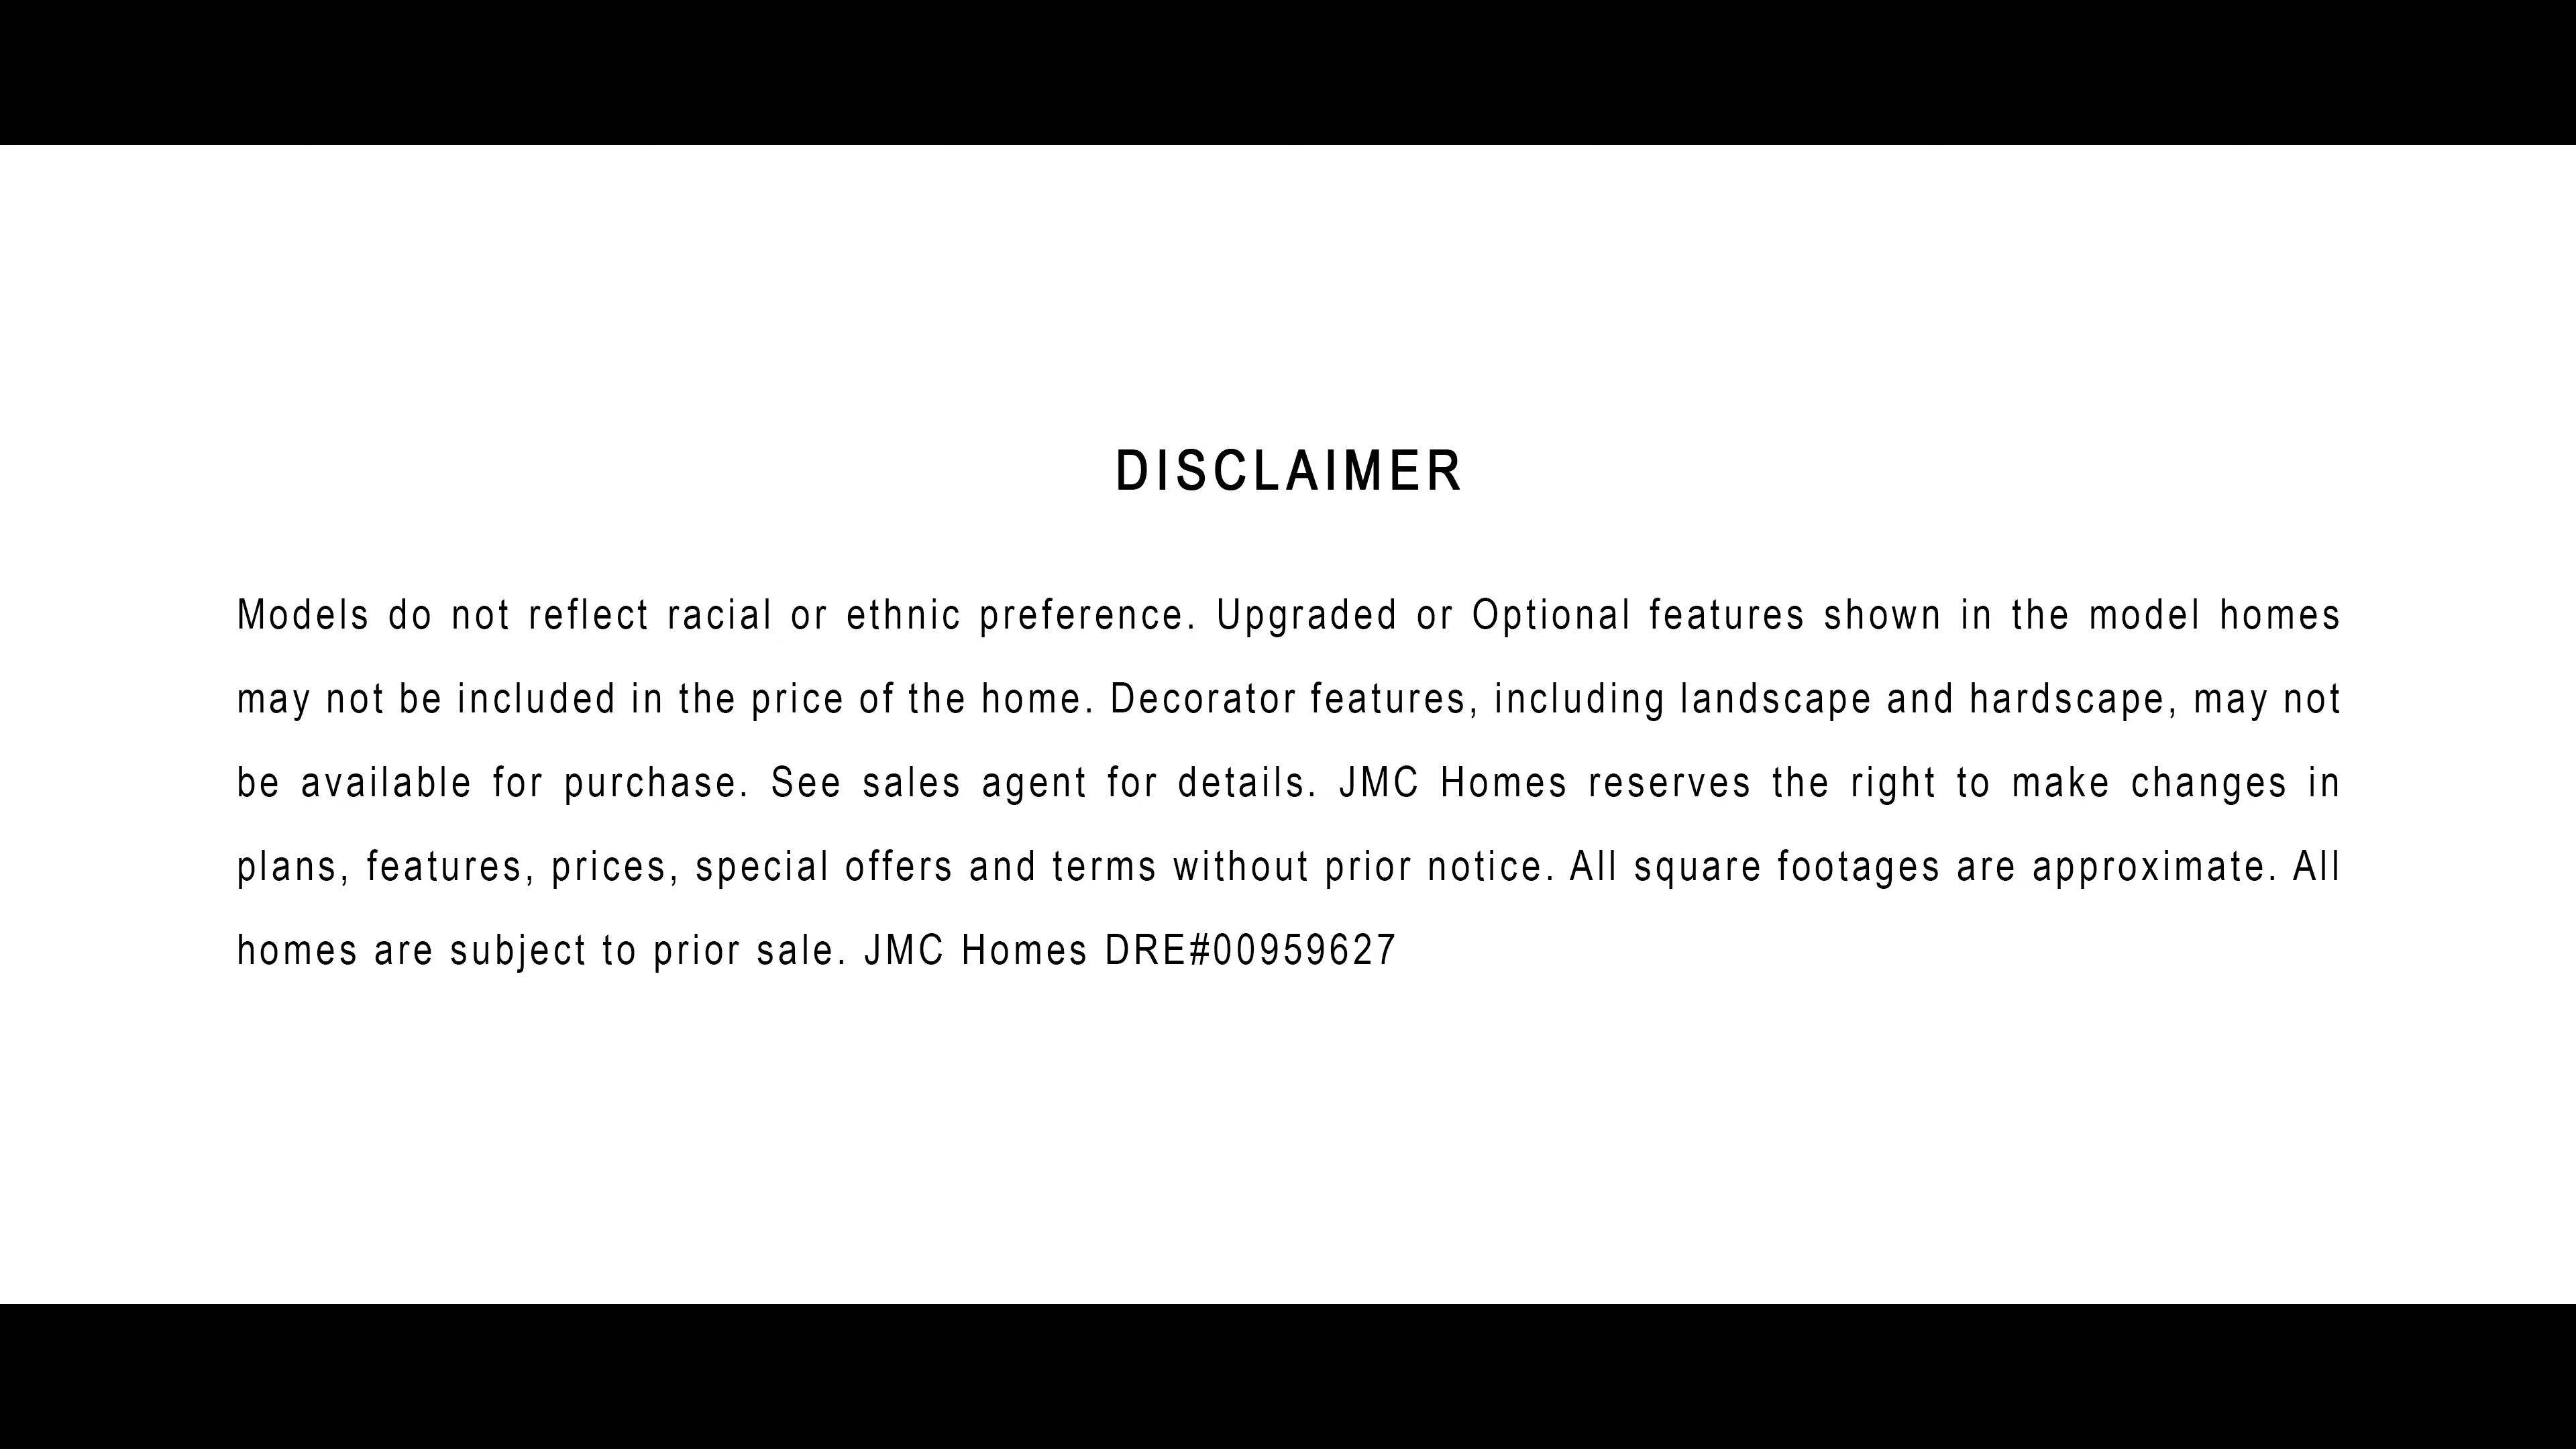 DISCLAIMER
Models do not reflect racial or ethnic preference. Upgraded or Optional features shown in the model homes
may not be included in the price of the home. Decorator features, including landscape and hardscape, may not
be available for purchase. See sales agent for details. JMC Homes reserves the right to make changes in
plans, features, prices, special offers and terms without prior notice. All square footages are approximate. All
homes are subject to prior sale. JMC Homes DRE#00959627